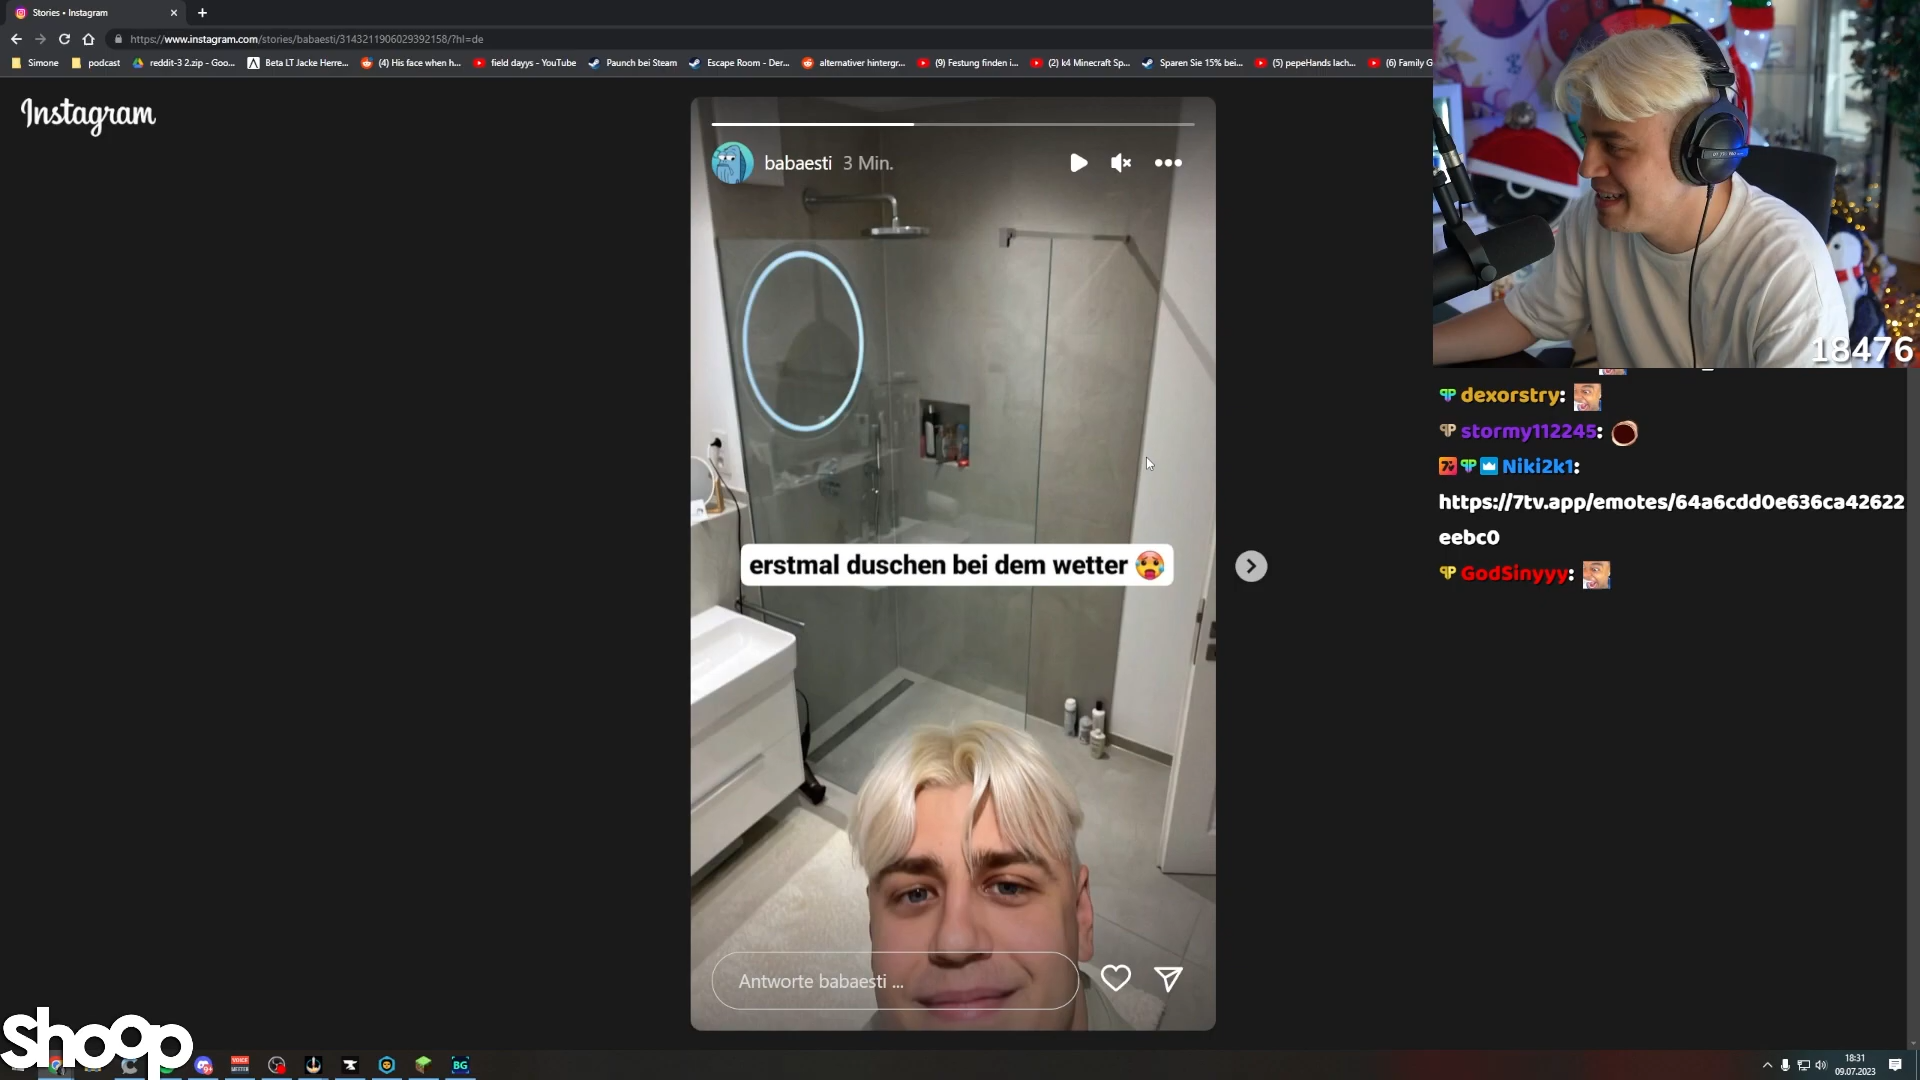 Stories • Instagram
https://www.instagram.com/stories/babaesti/3143211906029392158/?hl=de
Simone
podcast
reddit-3 2.zip - Goo...
Beta LT Jacke Herre...
(4) His face when h...
field dayys - YouTube
Paunch bei Steam
Escape Room - Der...
alternativer hintergr...
(9) Festung finden i...
(2) k4 Minecraft Sp...
Sparen Sie 15% bei...
(5) pepeHands lach...
(6) Family G
Instagram
babaesti 3 Min.
erstmal duschen bei dem wetter 🥵
Antworte babaesti ...
18476
dexorstry:
stormy112245:
Niki2k1:
https://7tv.app/emotes/64a6cdd0e636ca42622
eebc0
GodSinyyy:
Shoop
BG
18:31
09.07.2023